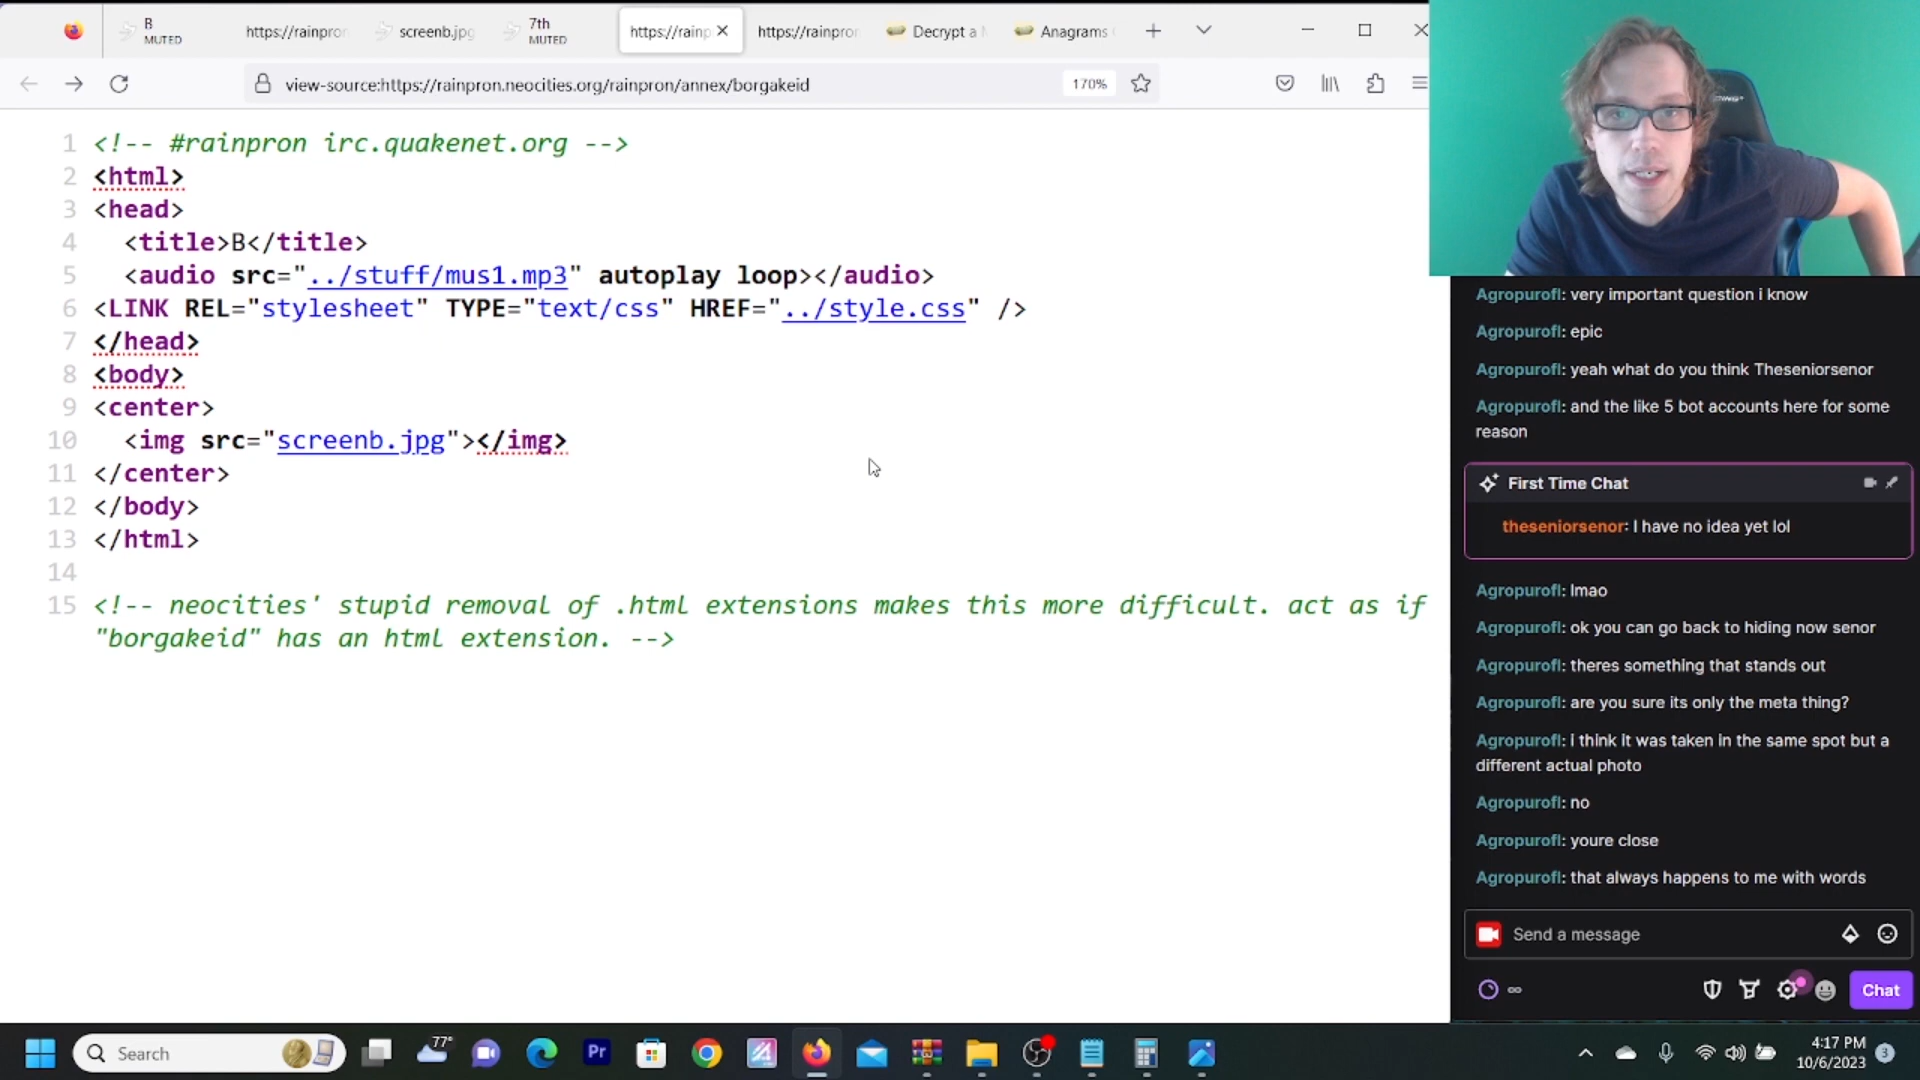 B
MUTED
https://rainpror
screenb.jpg
7th
MUTED
https://rainp
https://rainpror
Decrypt a
Anagrams
view-source:https://rainpron.neocities.org/rainpron/annex/borgakeid
170%
1 <!-- #rainpron irc.quakenet.org -->
2 <html>
3 <head>
4 <title>B</title>
5 <audio src="../stuff/mus1.mp3" autoplay loop></audio>
6 <LINK REL="stylesheet" TYPE="text/css" HREF="../style.css" />
7 </head>
8 <body>
9 <center>
10 <img src="screenb.jpg"></img>
11 </center>
12 </body>
13 </html>
14
15 <!-- neocities' stupid removal of .html extensions makes this more difficult. act as if
"borgakeid" has an html extension. -->
Agropurofl: very important question i know
Agropurofl: epic
Agropurofl: yeah what do you think Theseniorsenor
Agropurofl: and the like 5 bot accounts here for some
reason
First Time Chat
theseniorsenor: I have no idea yet lol
Agropurofl: lmao
Agropurofl: ok you can go back to hiding now senor
Agropurofl: theres something that stands out
Agropurofl: are you sure its only the meta thing?
Agropurofl: i think it was taken in the same spot but a
different actual photo
Agropurofl: no
Agropurofl: youre close
Agropurofl: that always happens to me with words
Send a message
∞
Chat
Search
77°
Pr
4:17 PM
10/6/2023
3